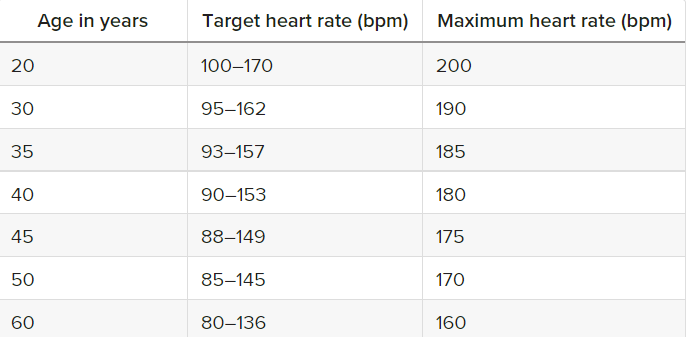 Age in years Target heart rate (bpm) Maximum heart rate (bpm)
20 100–170 200
30 95–162 190
35 93–157 185
40 90–153 180
45 88–149 175
50 85–145 170
60 80–136 160